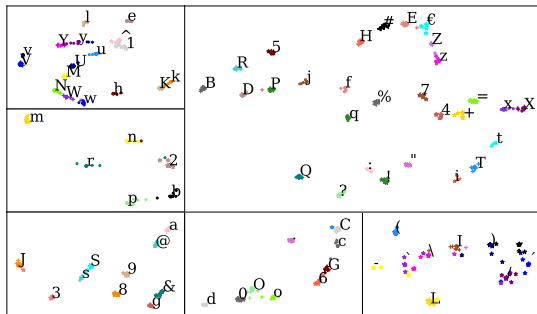 l e
Y y ^ 1
v u
U
M
N W w h K k
m
n
r 2
p b
a
@
J S
s 9
3 8 g &
# E €
H Z
z
5
R
B D P j f
% 7 =
q 4 + x X
t
: " T
Q ! i
?
C
c
G
6
d 0 O o
( J )
\ /
-
L